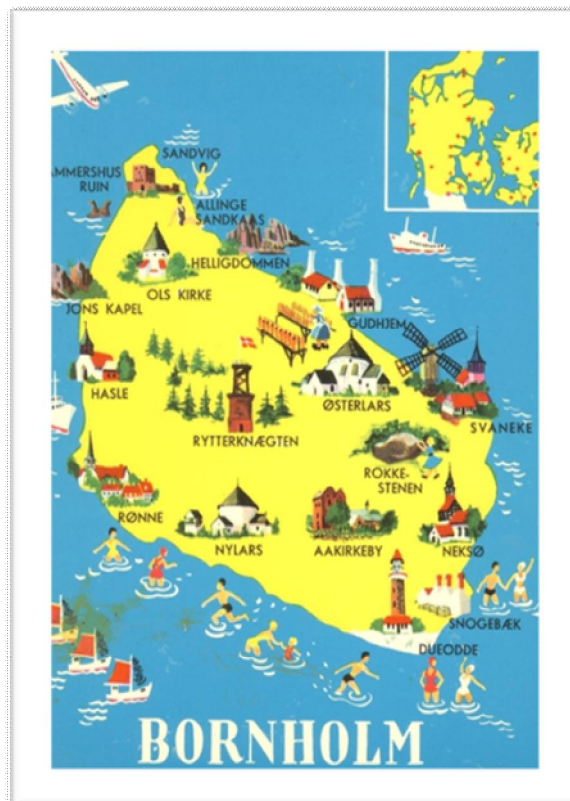 SANDVIG
AMMERSHUS
RUIN
ALLINGE
SANDKAAS
HELLIGDOMMEN
OLS KIRKE
JONS KAPEL
GUDHJEM
HASLE
ØSTERLARS
SVANEKE
RYTTERKNÆGTEN
ROKKE-
STENEN
RØNNE
NYLARS
AAKIRKEBY
NEKSØ
SNOGEBÆK
DUEODDE
BORNHOLM